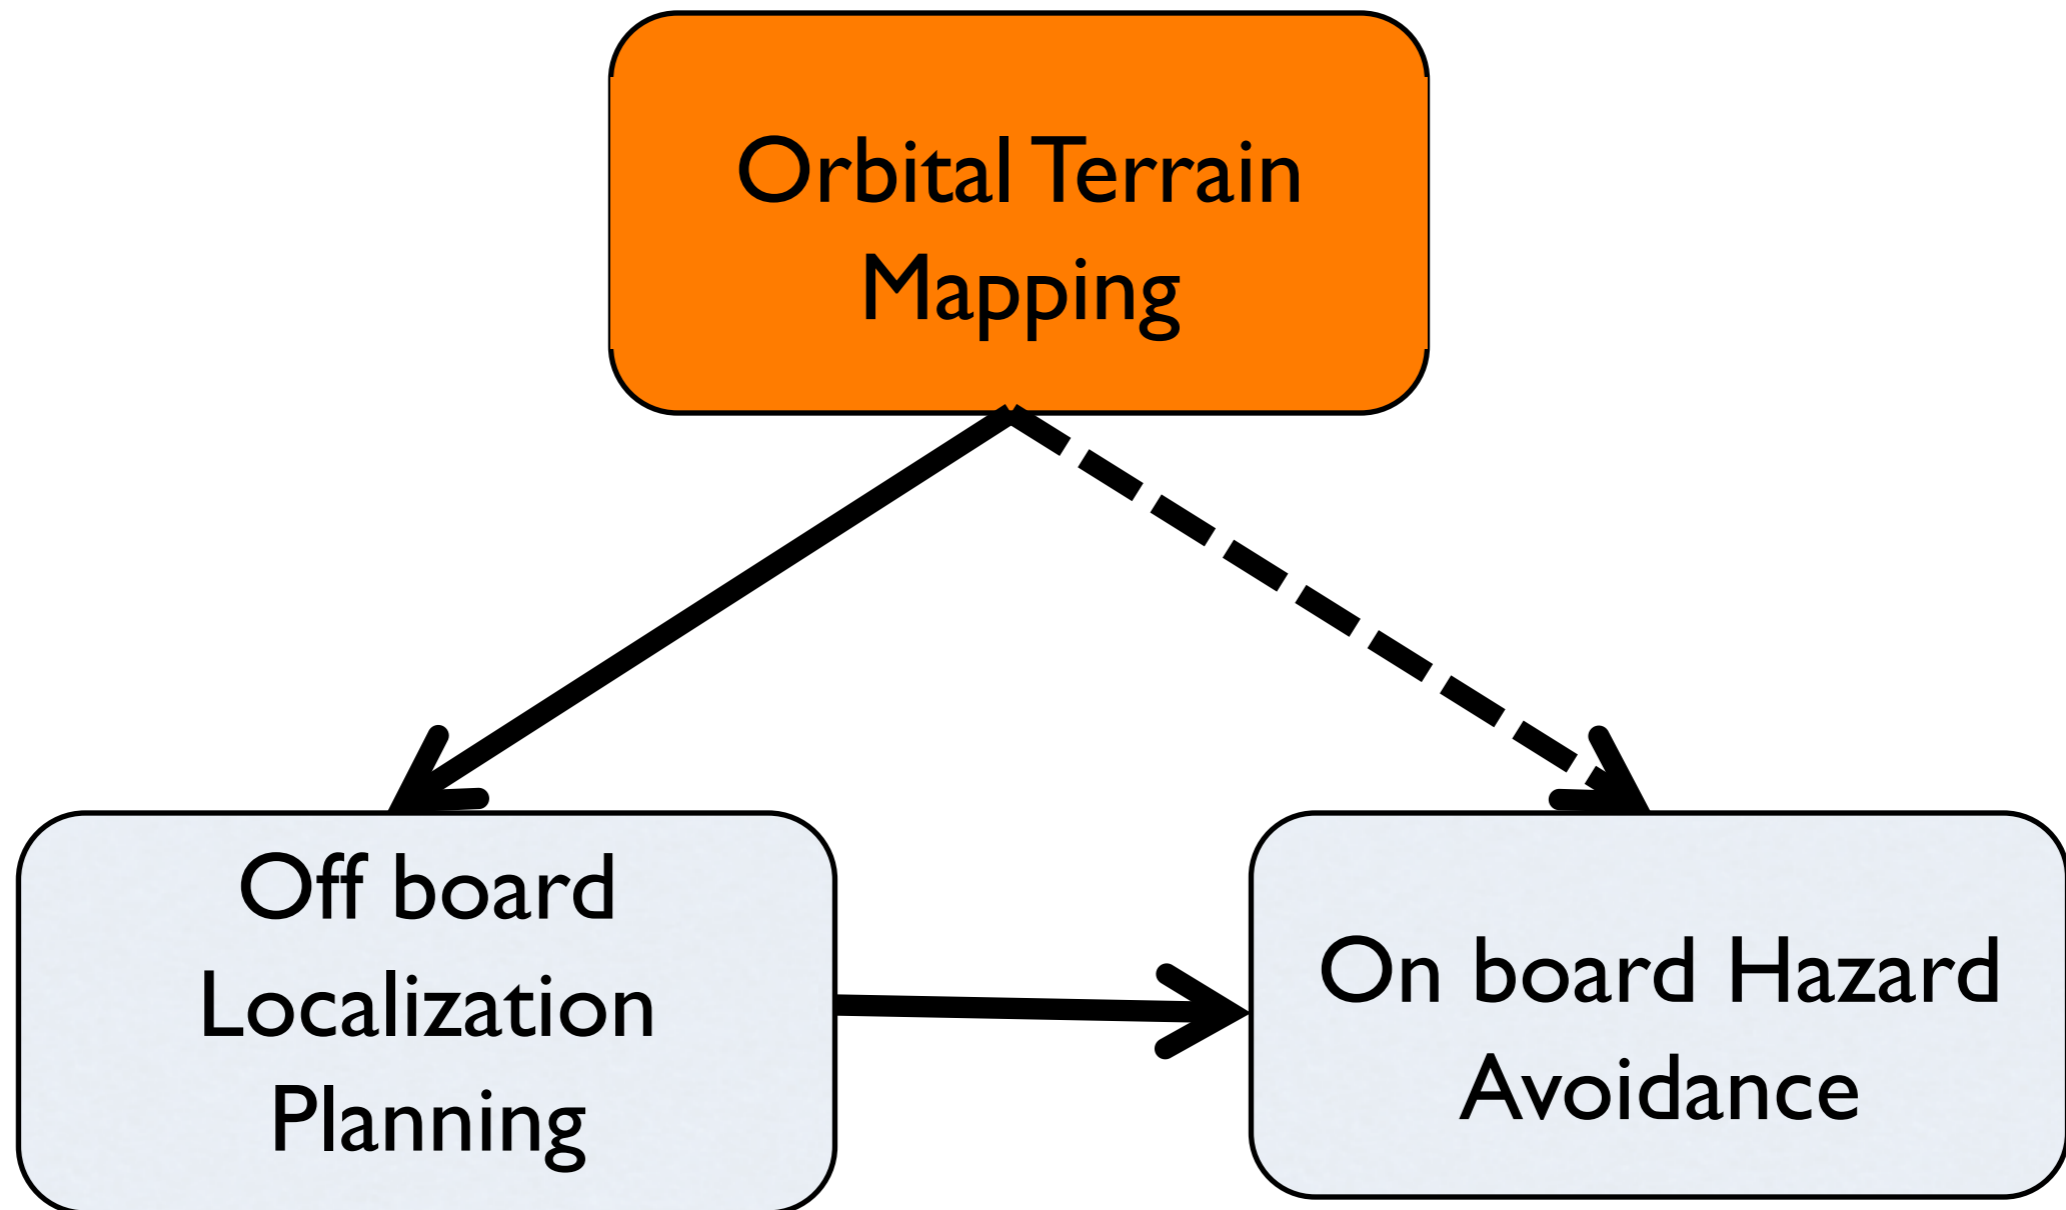 Orbital Terrain
Mapping
Off board
Localization
Planning
On board Hazard
Avoidance